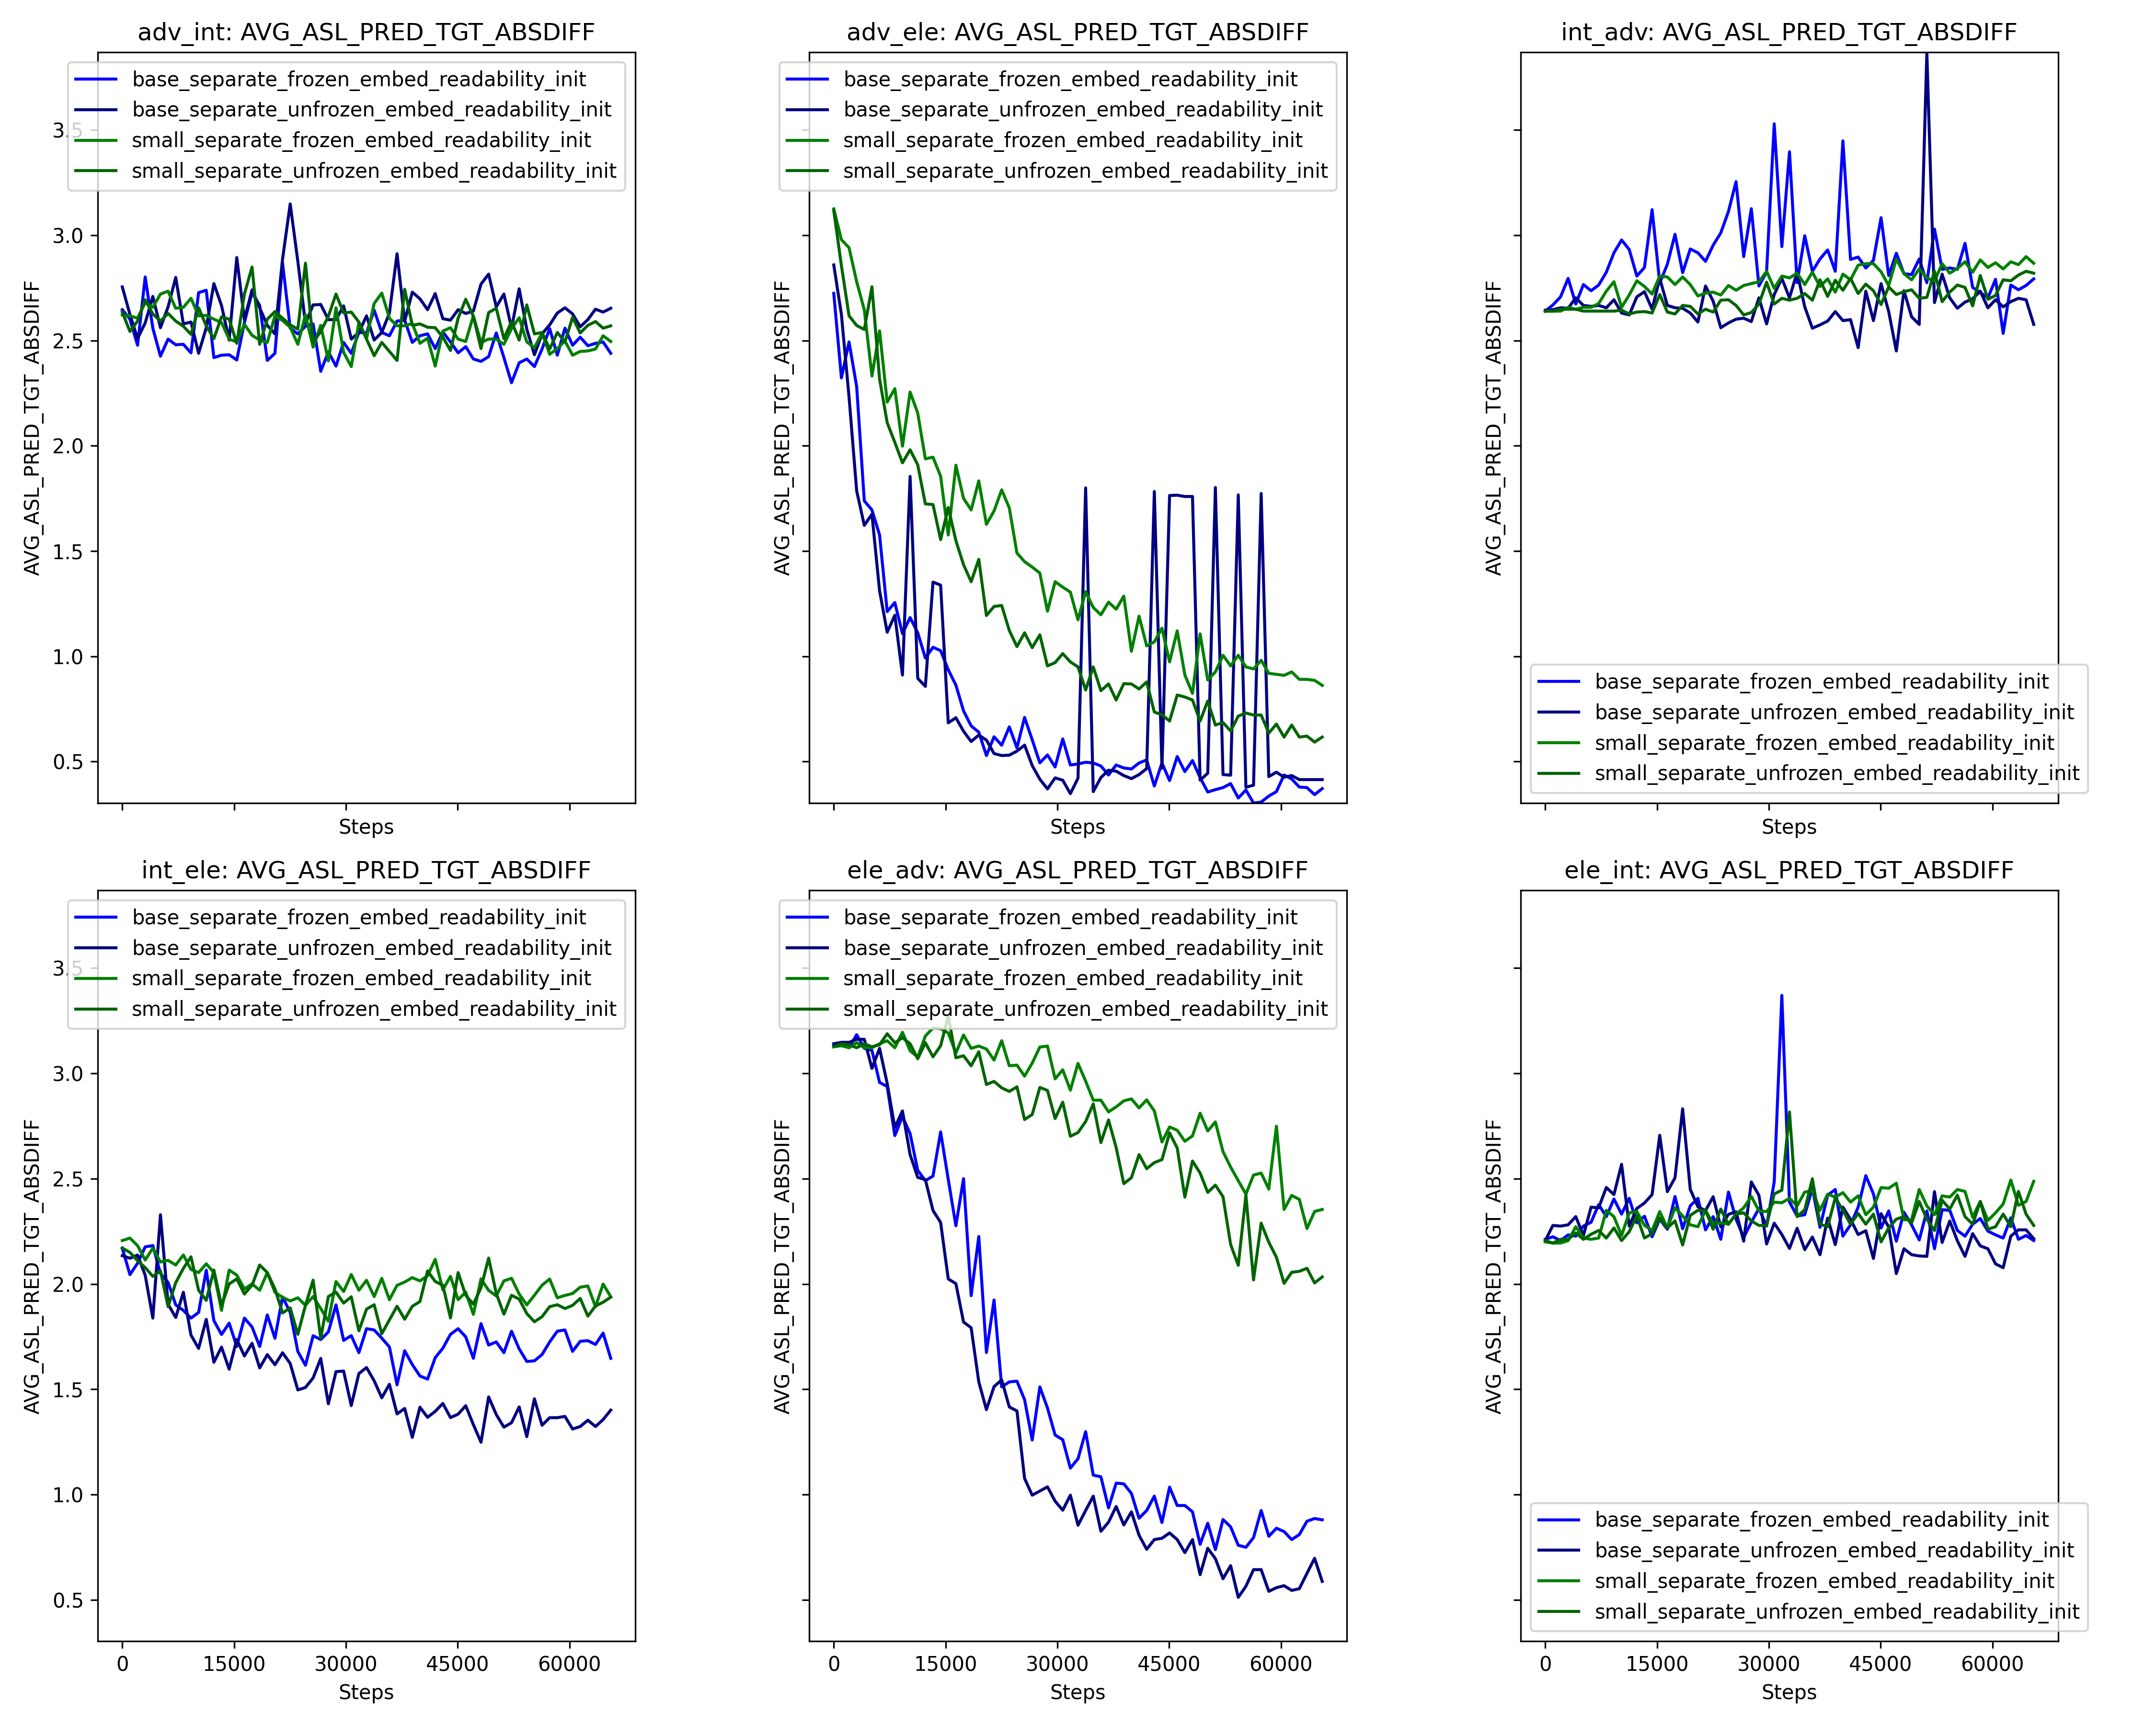 adv_int: AVG_ASL_PRED_TGT_ABSDIFF
base_separate_frozen_embed_readability_init
base_separate_unfrozen_embed_readability_init
small_separate_frozen_embed_readability_init
small_separate_unfrozen_embed_readability_init
3.5
3.0
2.5
2.0
1.5
1.0
0.5
AVG_ASL_PRED_TGT_ABSDIFF
Steps
adv_ele: AVG_ASL_PRED_TGT_ABSDIFF
base_separate_frozen_embed_readability_init
base_separate_unfrozen_embed_readability_init
small_separate_frozen_embed_readability_init
small_separate_unfrozen_embed_readability_init
AVG_ASL_PRED_TGT_ABSDIFF
Steps
int_adv: AVG_ASL_PRED_TGT_ABSDIFF
AVG_ASL_PRED_TGT_ABSDIFF
base_separate_frozen_embed_readability_init
base_separate_unfrozen_embed_readability_init
small_separate_frozen_embed_readability_init
small_separate_unfrozen_embed_readability_init
Steps
int_ele: AVG_ASL_PRED_TGT_ABSDIFF
base_separate_frozen_embed_readability_init
base_separate_unfrozen_embed_readability_init
small_separate_frozen_embed_readability_init
small_separate_unfrozen_embed_readability_init
3.5
3.0
2.5
2.0
1.5
1.0
0.5
AVG_ASL_PRED_TGT_ABSDIFF
0 15000 30000 45000 60000
Steps
ele_adv: AVG_ASL_PRED_TGT_ABSDIFF
base_separate_frozen_embed_readability_init
base_separate_unfrozen_embed_readability_init
small_separate_frozen_embed_readability_init
small_separate_unfrozen_embed_readability_init
AVG_ASL_PRED_TGT_ABSDIFF
0 15000 30000 45000 60000
Steps
ele_int: AVG_ASL_PRED_TGT_ABSDIFF
AVG_ASL_PRED_TGT_ABSDIFF
base_separate_frozen_embed_readability_init
base_separate_unfrozen_embed_readability_init
small_separate_frozen_embed_readability_init
small_separate_unfrozen_embed_readability_init
0 15000 30000 45000 60000
Steps